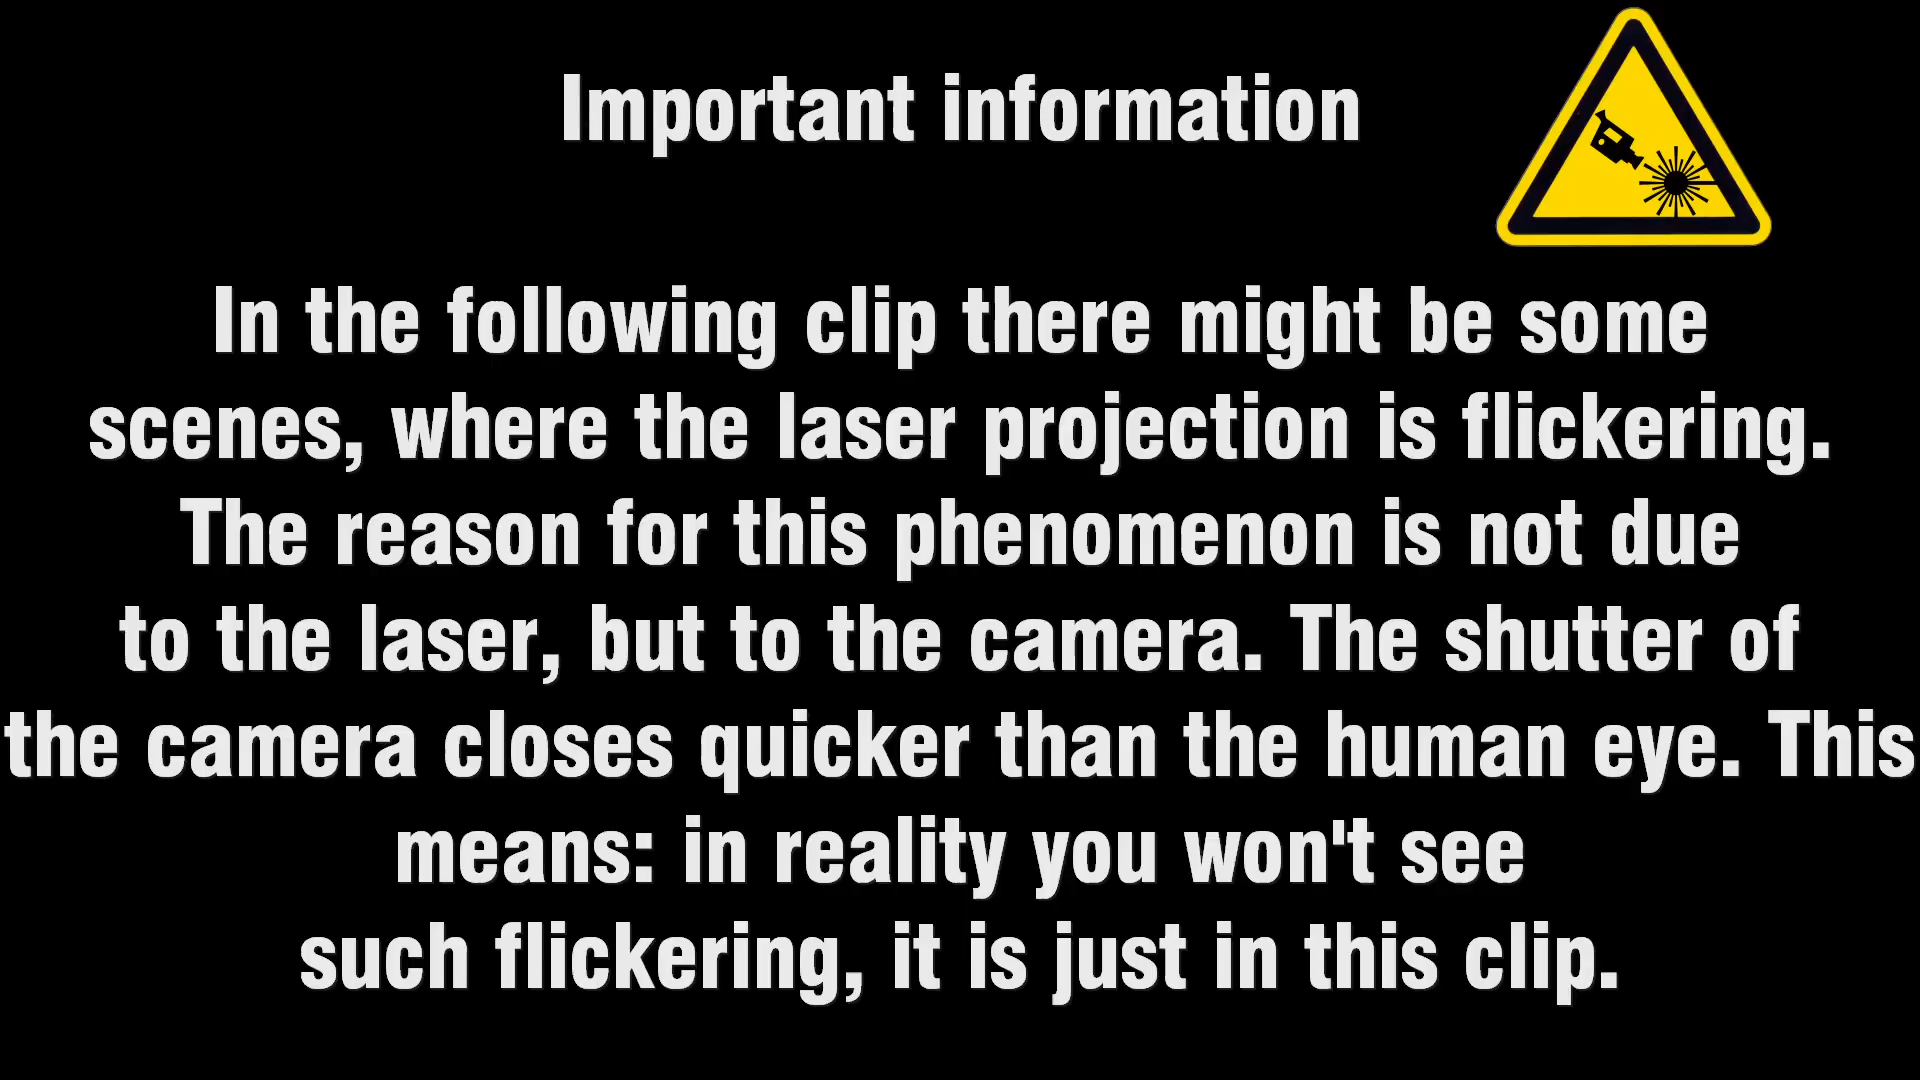 Important information
In the following clip there might be some
scenes, where the laser projection is flickering.
The reason for this phenomenon is not due
to the laser, but to the camera. The shutter of
the camera closes quicker than the human eye. This
means: in reality you won't see
such flickering, it is just in this clip.